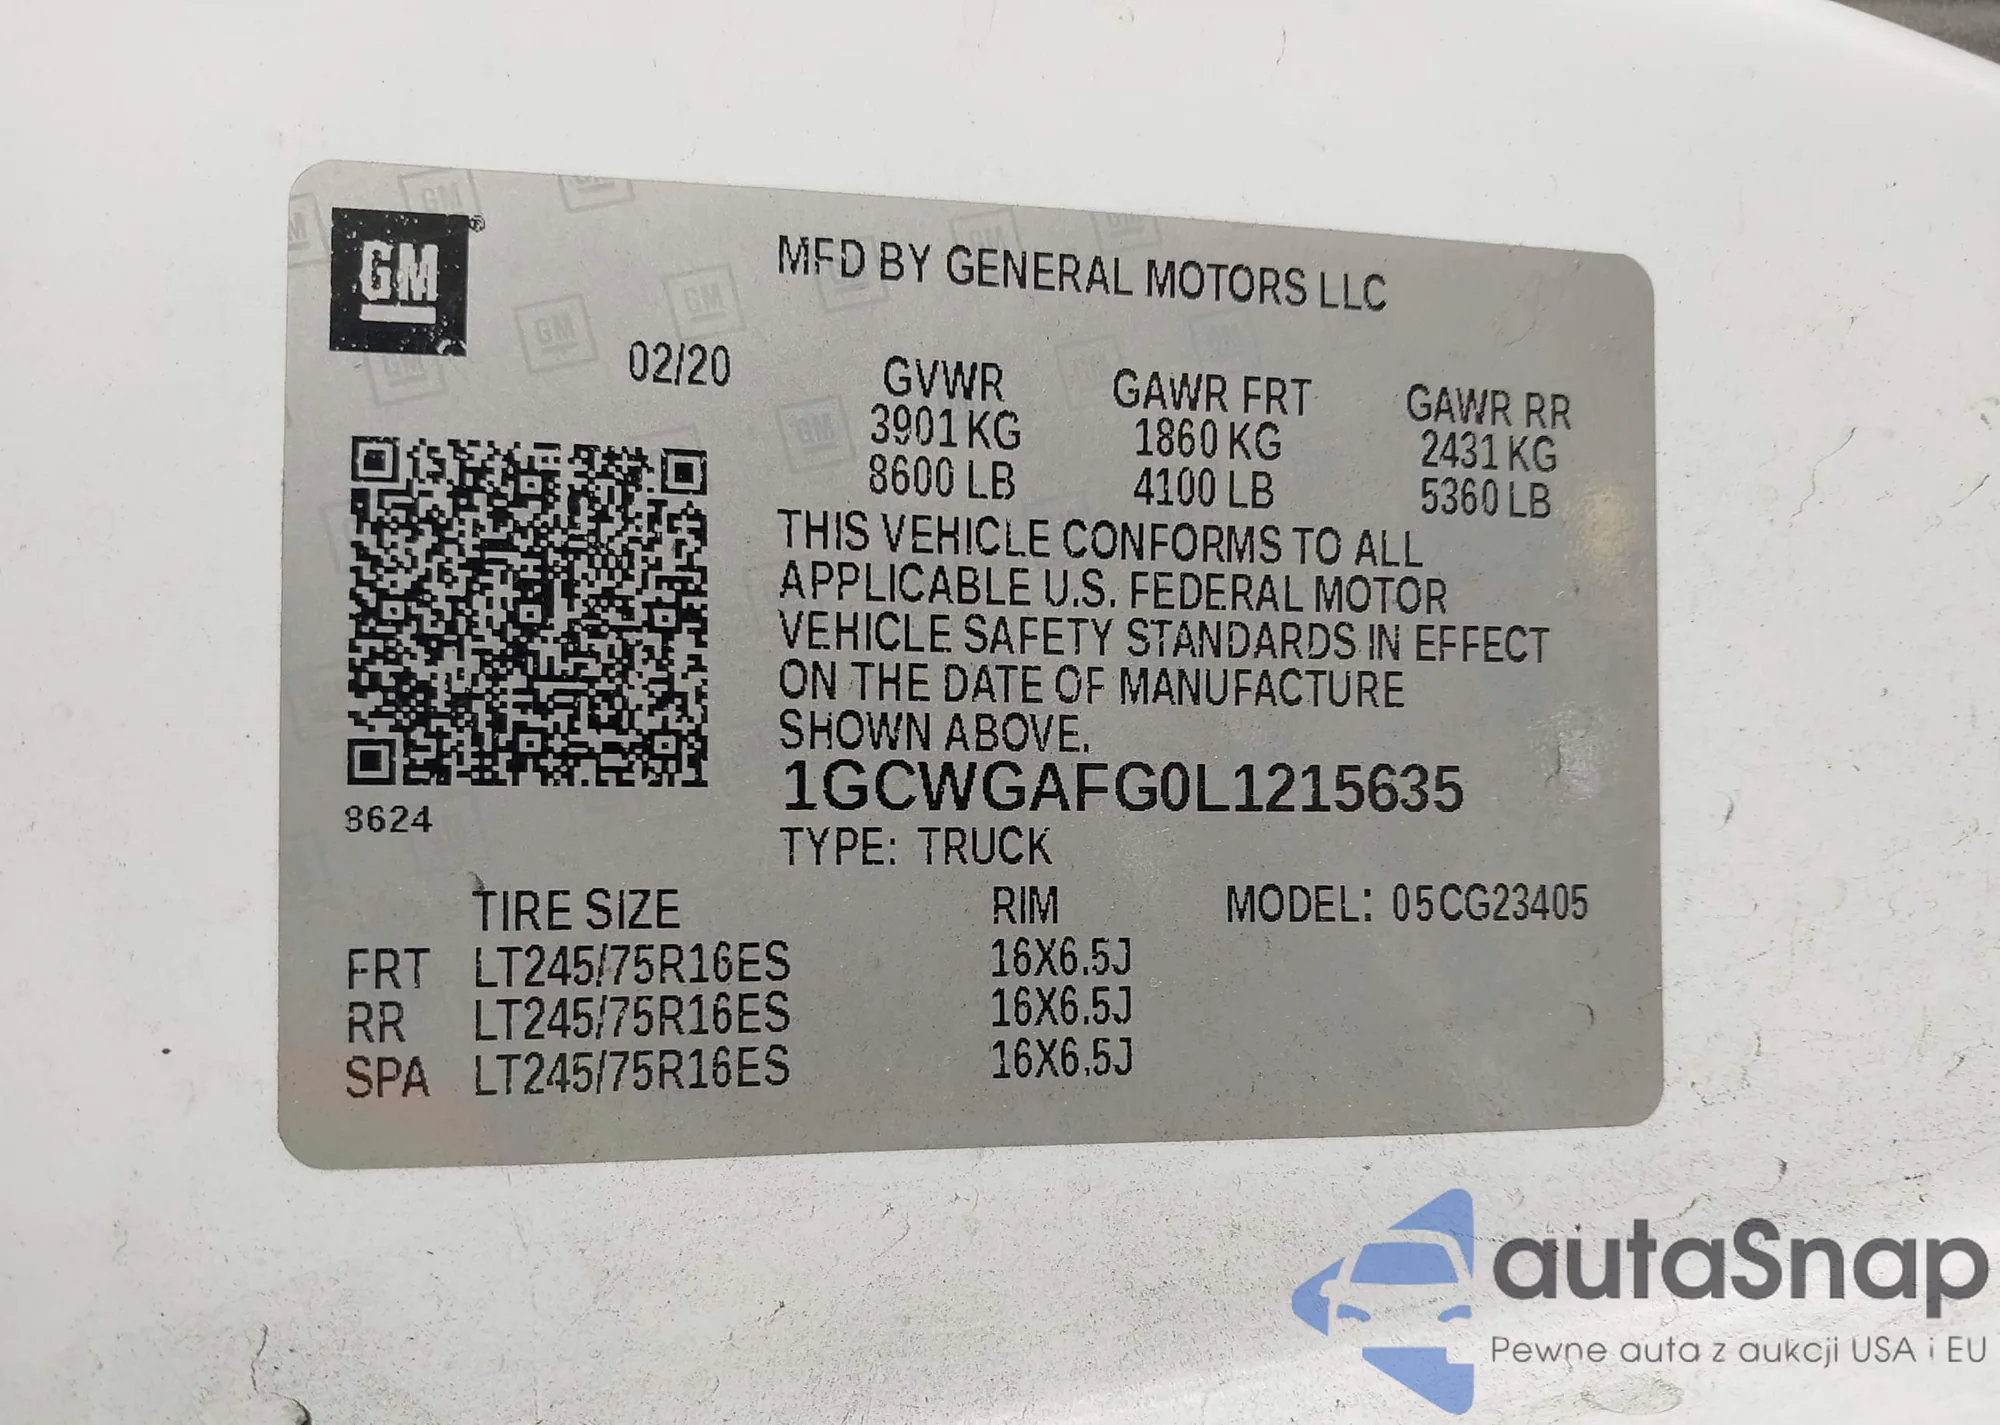 GM®
MFD BY GENERAL MOTORS LLC
02/20
GVWR GAWR FRT GAWR RR
3901 KG 1860 KG 2431 KG
8600 LB 4100 LB 5360 LB
THIS VEHICLE CONFORMS TO ALL
APPLICABLE U.S. FEDERAL MOTOR
VEHICLE SAFETY STANDARDS IN EFFECT
ON THE DATE OF MANUFACTURE
SHOWN ABOVE.
1GCWGAFG0L1215635
8624
TYPE: TRUCK
TIRE SIZE RIM MODEL: 05CG23405
FRT LT245/75R16ES 16X6.5J
RR LT245/75R16ES 16X6.5J
SPA LT245/75R16ES 16X6.5J
autaSnap
Pewne auta z aukcji USA i EU